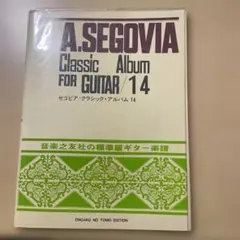 A.SEGOVIA
Classic Album
FOR GUITAR/14
セゴビア・クラシック・アルバム 14
音楽之友社の標準版ギター楽譜
ONGAKU NO TOMO EDITION